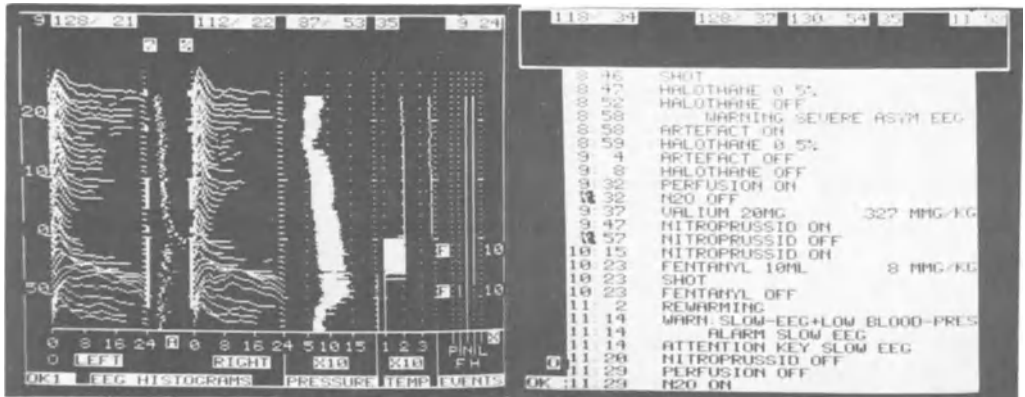 9 128/ 21 112/ 22 87/ 53 35 9 24
20
10
0
50
F 10
F 10
0 8 16 24 A 0 8 16 24 5 10 15 1 2 3
LEFT RIGHT X10 X10 F H X
OK1 EEG HISTOGRAMS PRESSURE TEMP EVENTS
118/ 34 128/ 37 130/ 54 35
8 46 SHOT
8 47 HALOTHANE 0 5%
8 52 HALOTHANE OFF
8 58 WARNING SEVERE ASYM EEG
8 58 ARTEFACT ON
8 59 HALOTHANE 0 5%
9 4 ARTEFACT OFF
9 8 HALOTHANE OFF
9 32 PERFUSION ON
32 N2O OFF
9 37 VALIUM 20MG 327 MMG/KG
9 47 NITROPRUSSID ON
57 NITROPRUSSID OFF
10 15 NITROPRUSSID ON
10 23 FENTANYL 10ML 8 MMG/KG
10 23 SHOT
10 23 FENTANYL OFF
11 2 REWARMING
11 14 WARN:SLOW-EEG+LOW BLOOD-PRES
11 14 ALARM SLOW EEG
11 14 ATTENTION KEY SLOW EEG
11 20 NITROPRUSSID OFF
11 29 PERFUSION OFF
OK :11 29 N2O ON